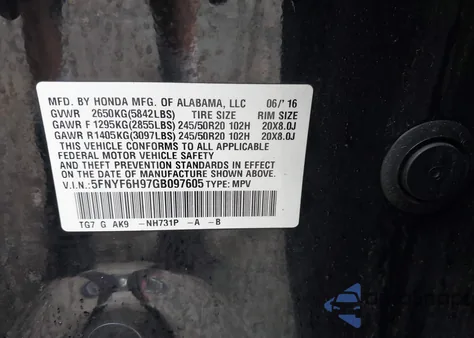 MFD. BY HONDA MFG. OF ALABAMA, LLC 06/'16
GVWR 2650KG(5842LBS) TIRE SIZE RIM SIZE
GAWR F 1295KG(2855LBS) 245/50R20 102H 20X8.0J
GAWR R 1405KG(3097LBS) 245/50R20 102H 20X8.0J
THIS VEHICLE CONFORMS TO ALL APPLICABLE
FEDERAL MOTOR VEHICLE SAFETY
AND THEFT PREVENTION STANDARDS IN EFFECT
ON THE DATE OF MANUFACTURE SHOWN ABOVE.
V.I.N.: 5FNYF6H97GB097605 TYPE: MPV
TG7 G AK9 -NH731P -A -B